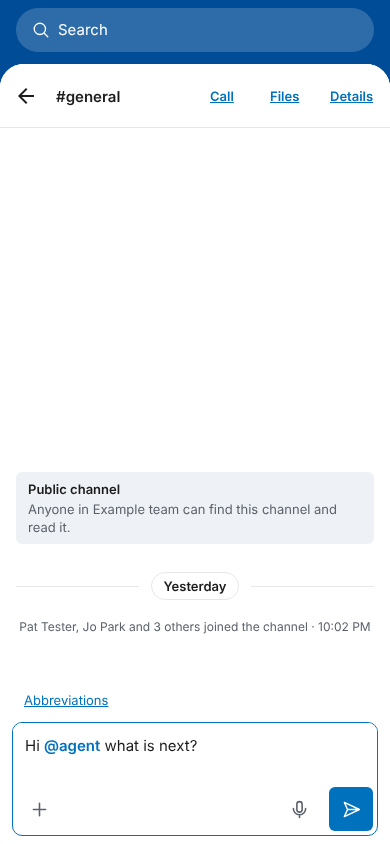 Search
#general Call Files Details
Public channel
Anyone in Example team can find this channel and
read it.
Yesterday
Pat Tester, Jo Park and 3 others joined the channel · 10:02 PM
Abbreviations
Hi @agent what is next?